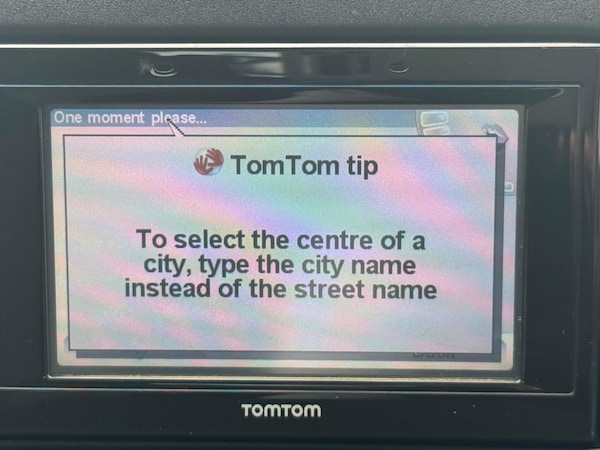 One moment please...
TomTom tip
To select the centre of a
city, type the city name
instead of the street name
TOMTOM